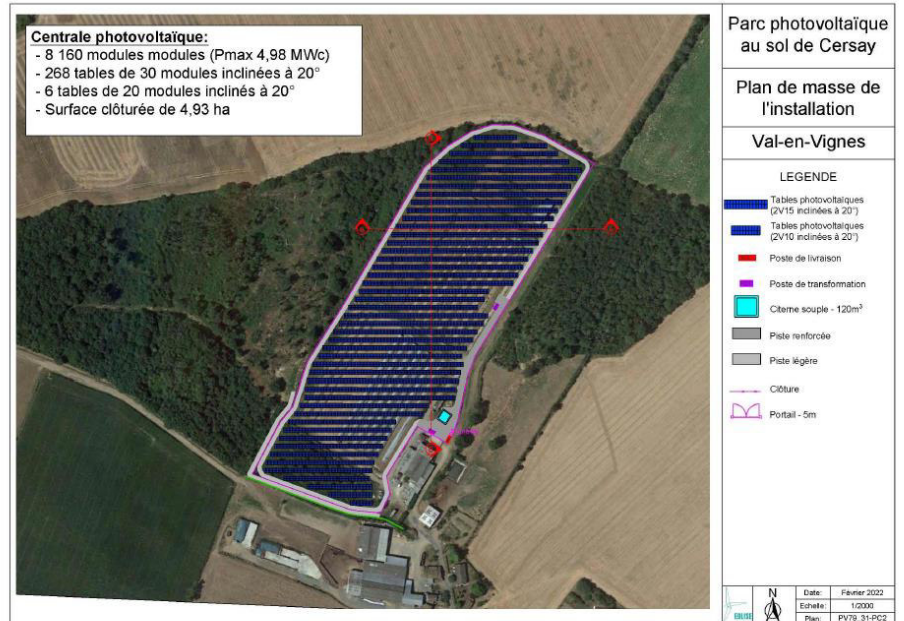 Centrale photovoltaïque:
- 8 160 modules modules (Pmax 4,98 MWc)
- 268 tables de 30 modules inclinées à 20°
- 6 tables de 20 modules inclinés à 20°
- Surface clôturée de 4,93 ha
Parc photovoltaïque
au sol de Cersay
Plan de masse de
l'installation
Val-en-Vignes
LEGENDE
Tables photovoltaïques
(2V15 inclinées à 20°)
Tables photovoltaïques
(2V10 inclinées à 20°)
Poste de livraison
Poste de transformation
Citerne souple - 120m³
Piste renforcée
Piste légère
Clôture
Portail - 5m
N
Date: Février 2022
Echelle: 1/2000
Plan: PV79_31-PC2